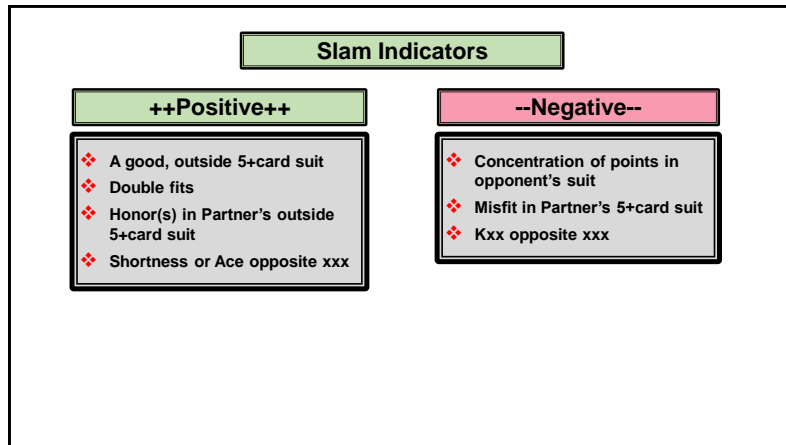 Slam Indicators
++Positive++
A good, outside 5+card suit
Double fits
Honor(s) in Partner's outside
5+card suit
Shortness or Ace opposite xxx
--Negative--
Concentration of points in
opponent's suit
Misfit in Partner's 5+card suit
Kxx opposite xxx